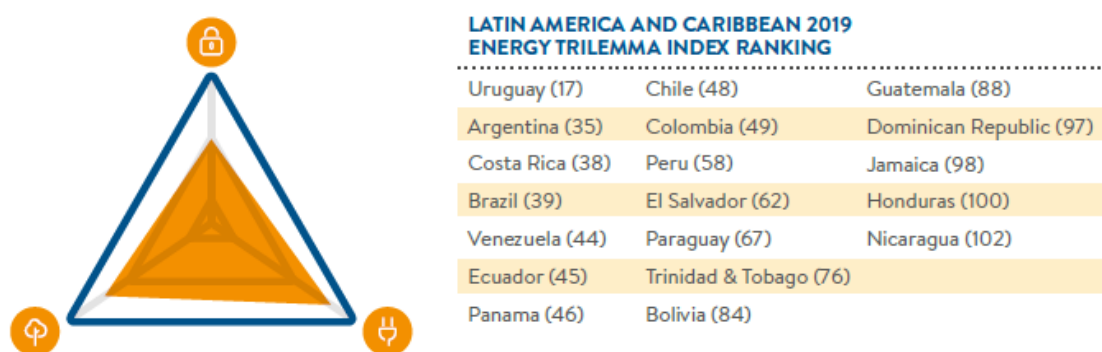 LATIN AMERICA AND CARIBBEAN 2019
ENERGY TRILEMMA INDEX RANKING
Uruguay (17) Chile (48) Guatemala (88)
Argentina (35) Colombia (49) Dominican Republic (97)
Costa Rica (38) Peru (58) Jamaica (98)
Brazil (39) El Salvador (62) Honduras (100)
Venezuela (44) Paraguay (67) Nicaragua (102)
Ecuador (45) Trinidad & Tobago (76)
Panama (46) Bolivia (84)